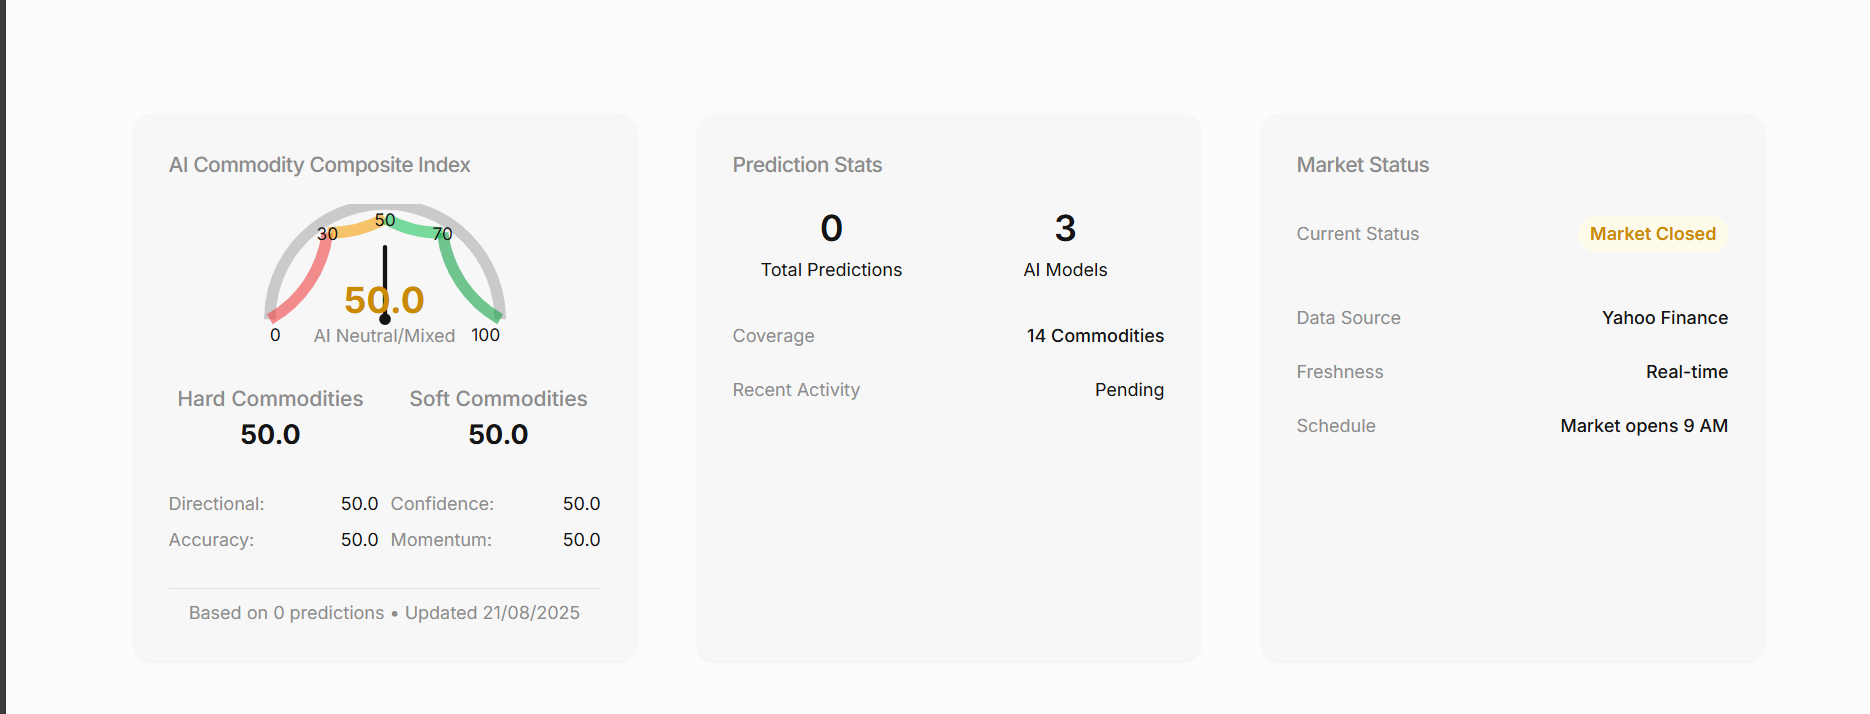 AI Commodity Composite Index
50
30
70
50.0
0
AI Neutral/Mixed
100
Hard Commodities
Soft Commodities
50.0
50.0
Directional: 50.0 Confidence: 50.0
Accuracy: 50.0 Momentum: 50.0
Based on 0 predictions • Updated 21/08/2025
Prediction Stats
0
Total Predictions
3
AI Models
Coverage 14 Commodities
Recent Activity Pending
Market Status
Current Status Market Closed
Data Source Yahoo Finance
Freshness Real-time
Schedule Market opens 9 AM